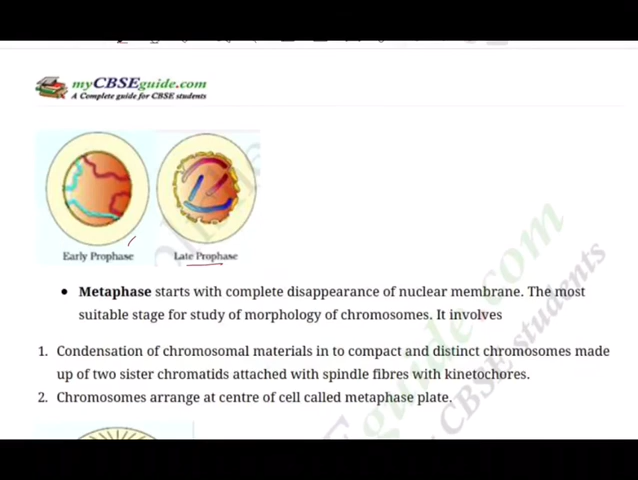 myCBSEguide.com
A Complete guide for CBSE students
Early Prophase
Late Prophase
• Metaphase starts with complete disappearance of nuclear membrane. The most
suitable stage for study of morphology of chromosomes. It involves
1. Condensation of chromosomal materials in to compact and distinct chromosomes made
up of two sister chromatids attached with spindle fibres with kinetochores.
2. Chromosomes arrange at centre of cell called metaphase plate.